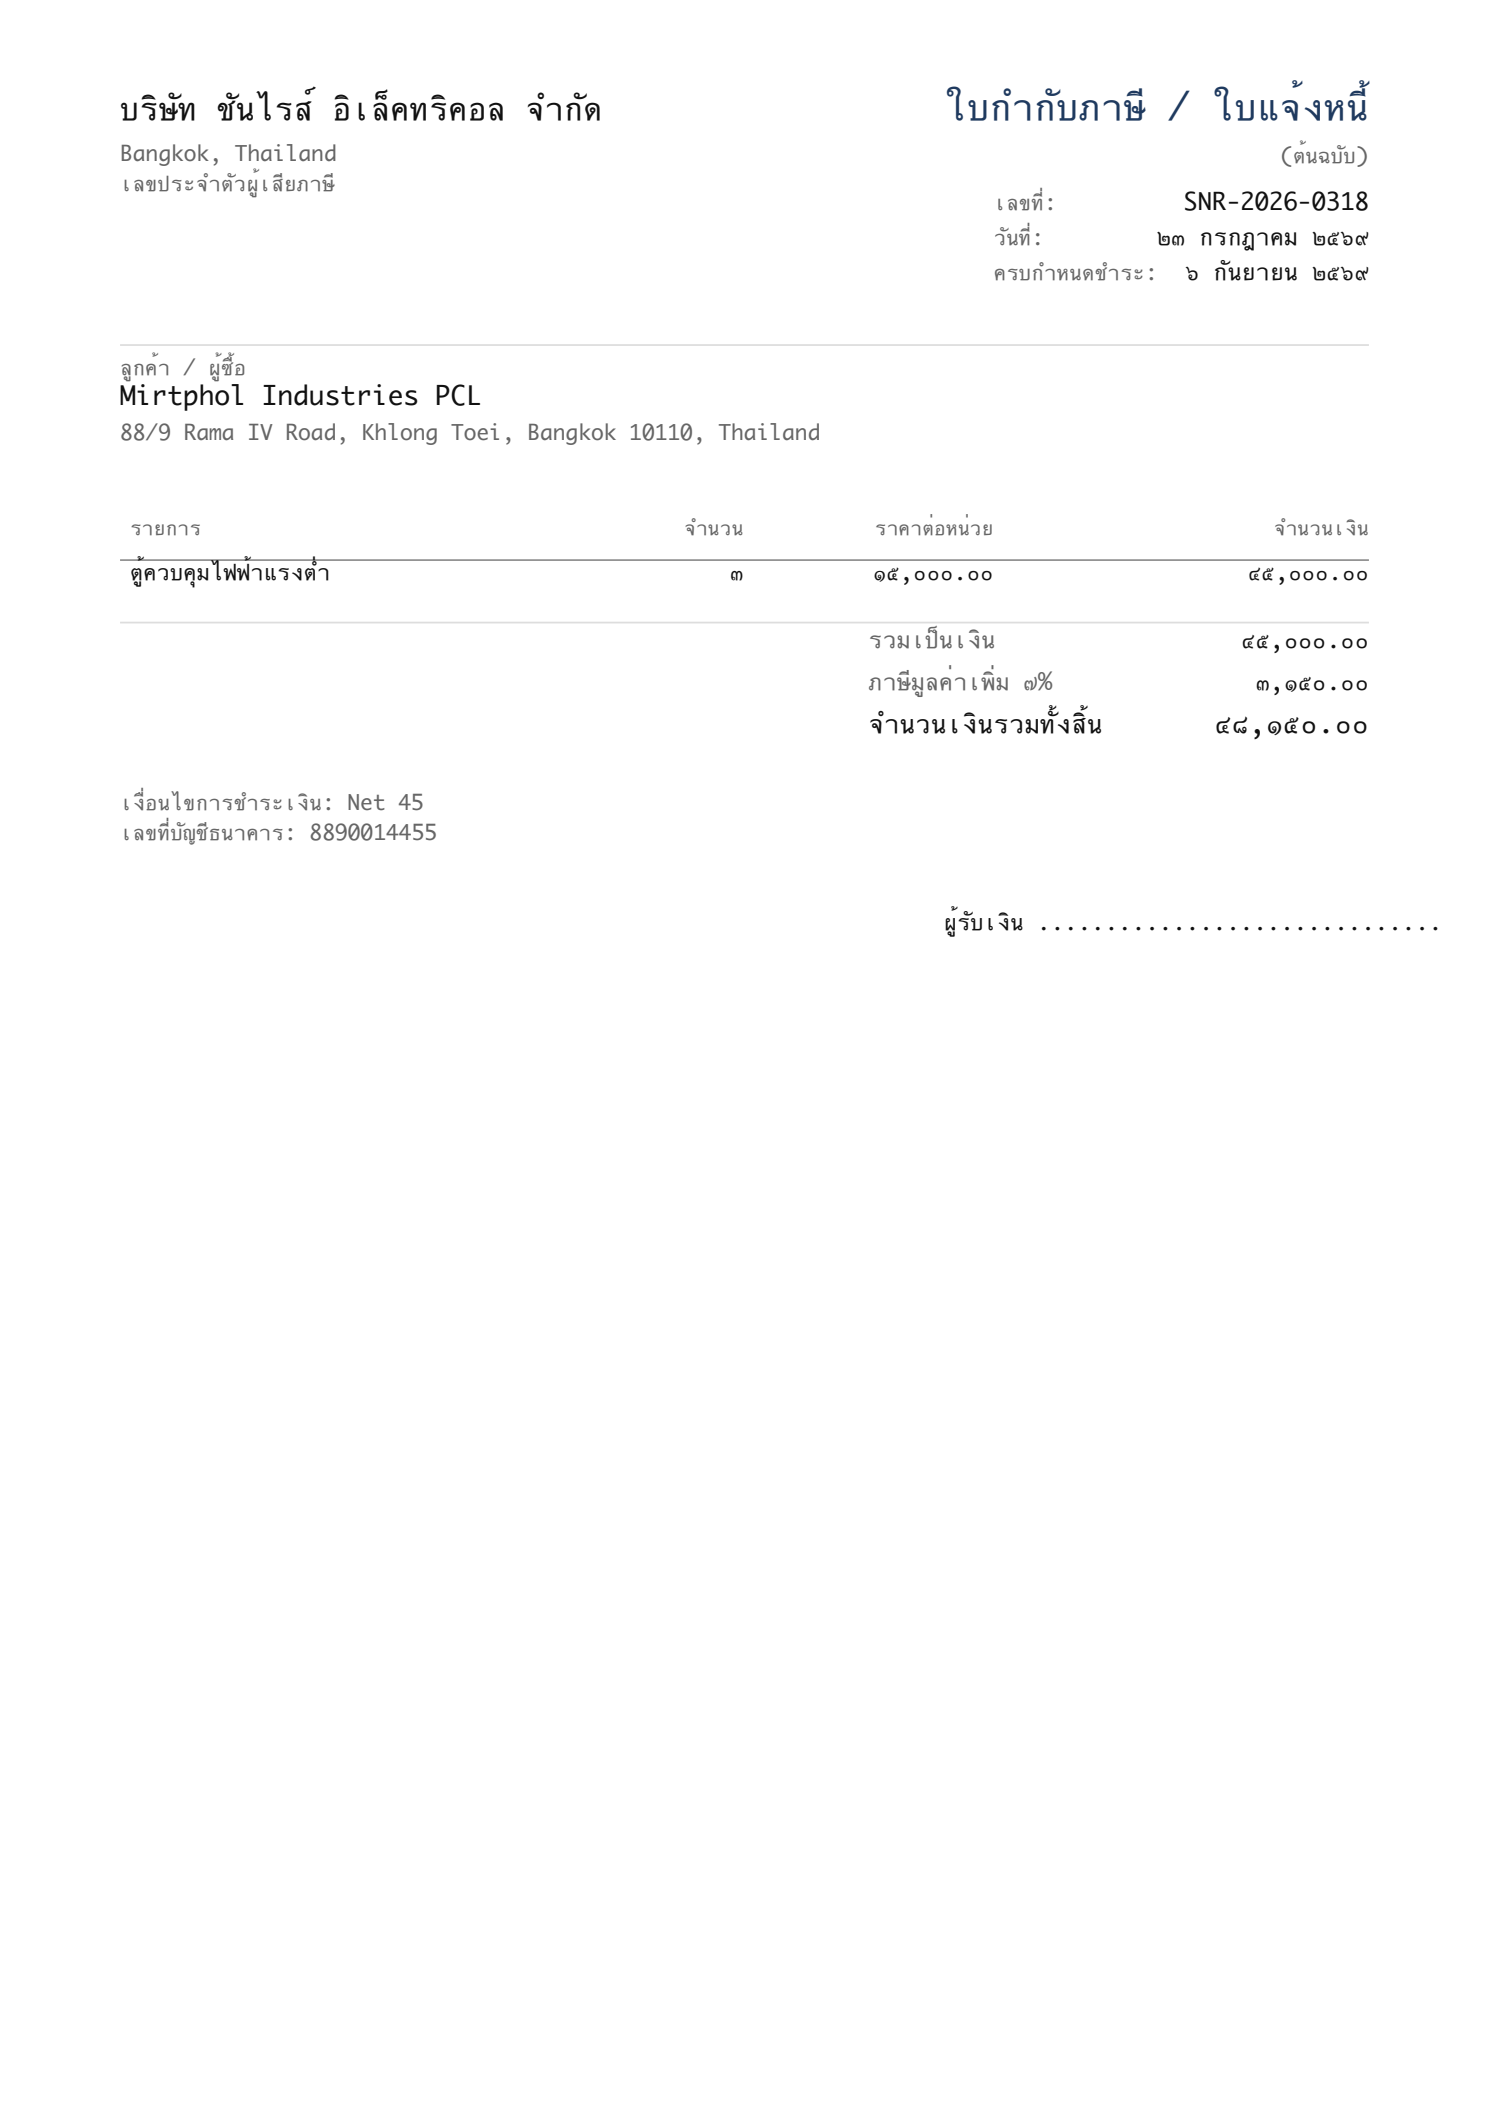 บริษัท ซันไรส์ อิเล็คทริคอล จำกัด
Bangkok, Thailand
เลขประจำตัวผู้เสียภาษี
ใบกำกับภาษี / ใบแจ้งหนี้
(ต้นฉบับ)
เลขที่: SNR-2026-0318
วันที่: ๒๓ กรกฎาคม ๒๕๖๙
ครบกำหนดชำระ: ๖ กันยายน ๒๕๖๙
ลูกค้า / ผู้ซื้อ
Mirtphol Industries PCL
88/9 Rama IV Road, Khlong Toei, Bangkok 10110, Thailand
รายการ จำนวน ราคาต่อหน่วย จำนวนเงิน
ตู้ควบคุมไฟฟ้าแรงต่ำ ๓ ๑๕,๐๐๐.๐๐ ๔๕,๐๐๐.๐๐
รวมเป็นเงิน ๔๕,๐๐๐.๐๐
ภาษีมูลค่าเพิ่ม ๗% ๓,๑๕๐.๐๐
จำนวนเงินรวมทั้งสิ้น ๔๘,๑๕๐.๐๐
เงื่อนไขการชำระเงิน: Net 45
เลขที่บัญชีธนาคาร: 8890014455
ผู้รับเงิน ..............................